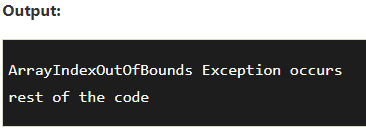 Output:
ArrayIndexOutOfBounds Exception occurs
rest of the code